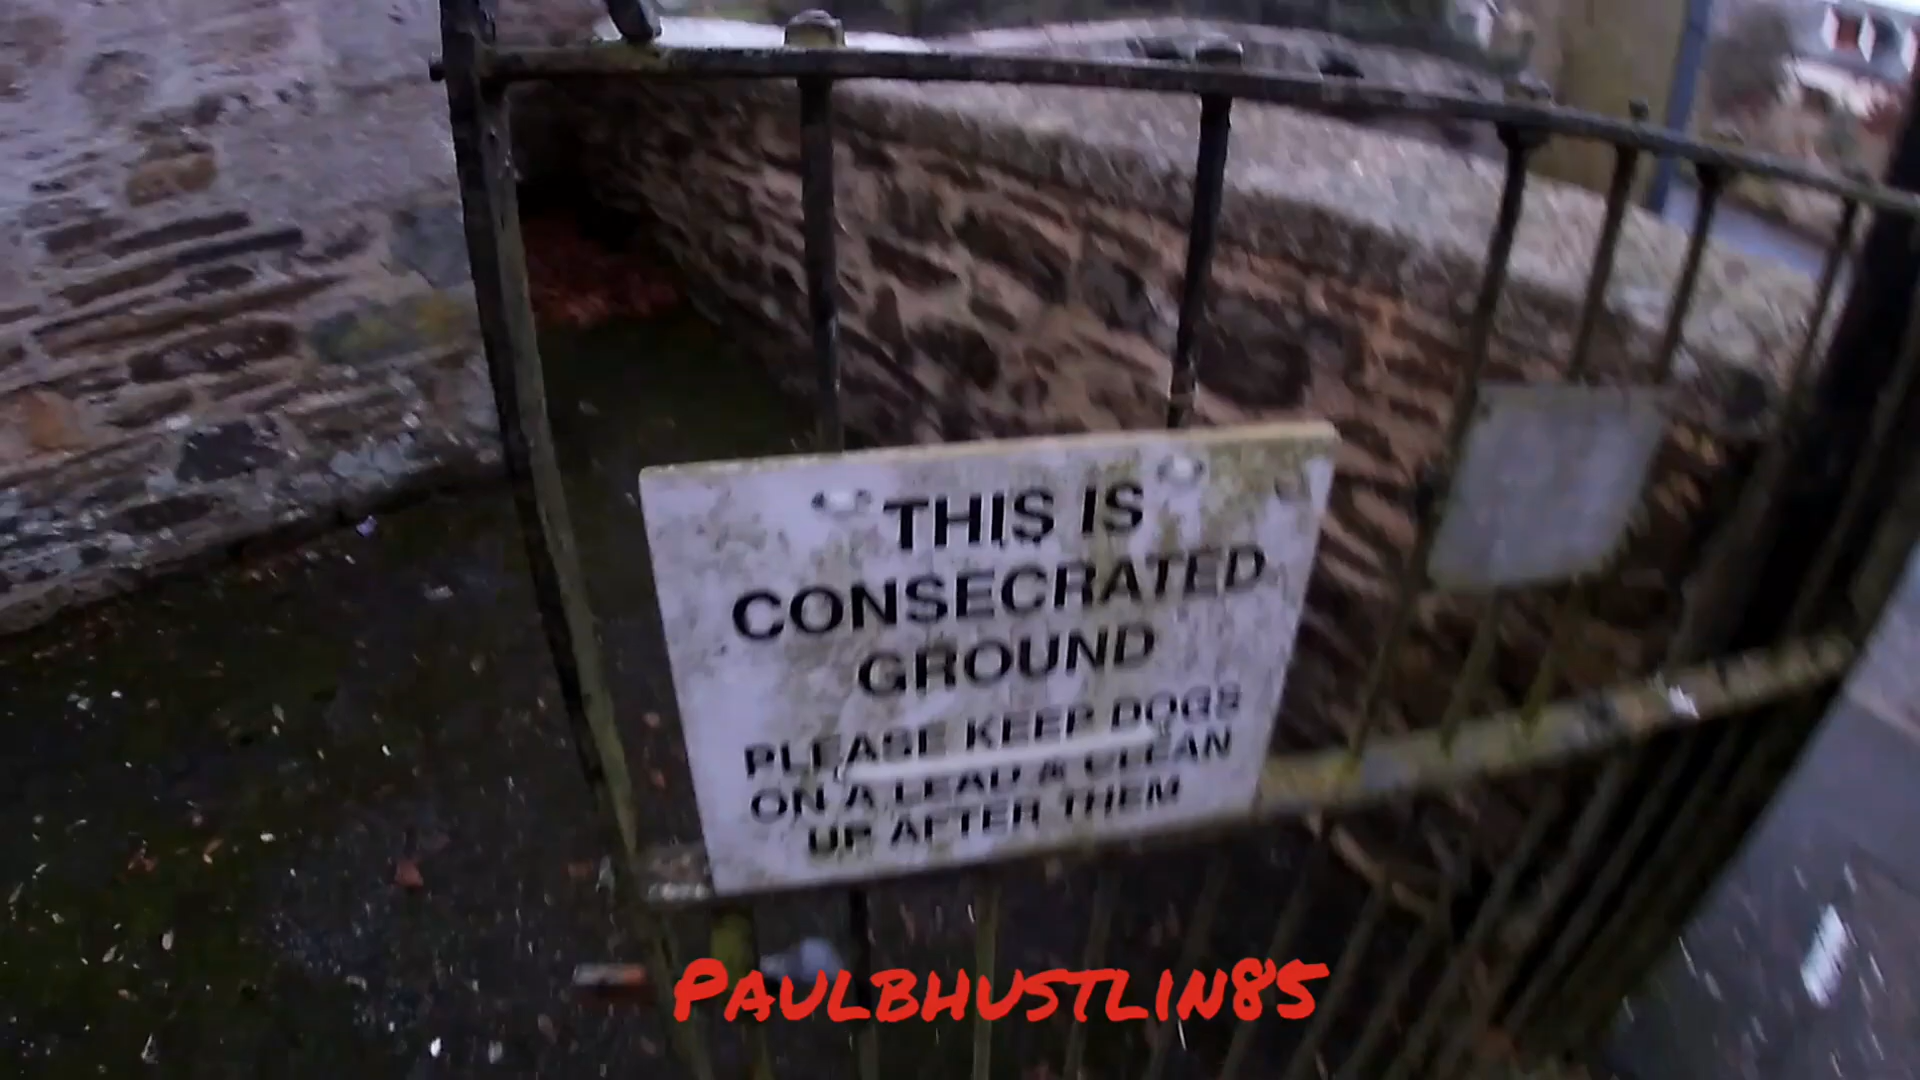 THIS IS
CONSECRATED
GROUND
PLEASE KEEP DOGS
ON A LEAD & CLEAN
UP AFTER THEM
PAULBHUSTLIN85